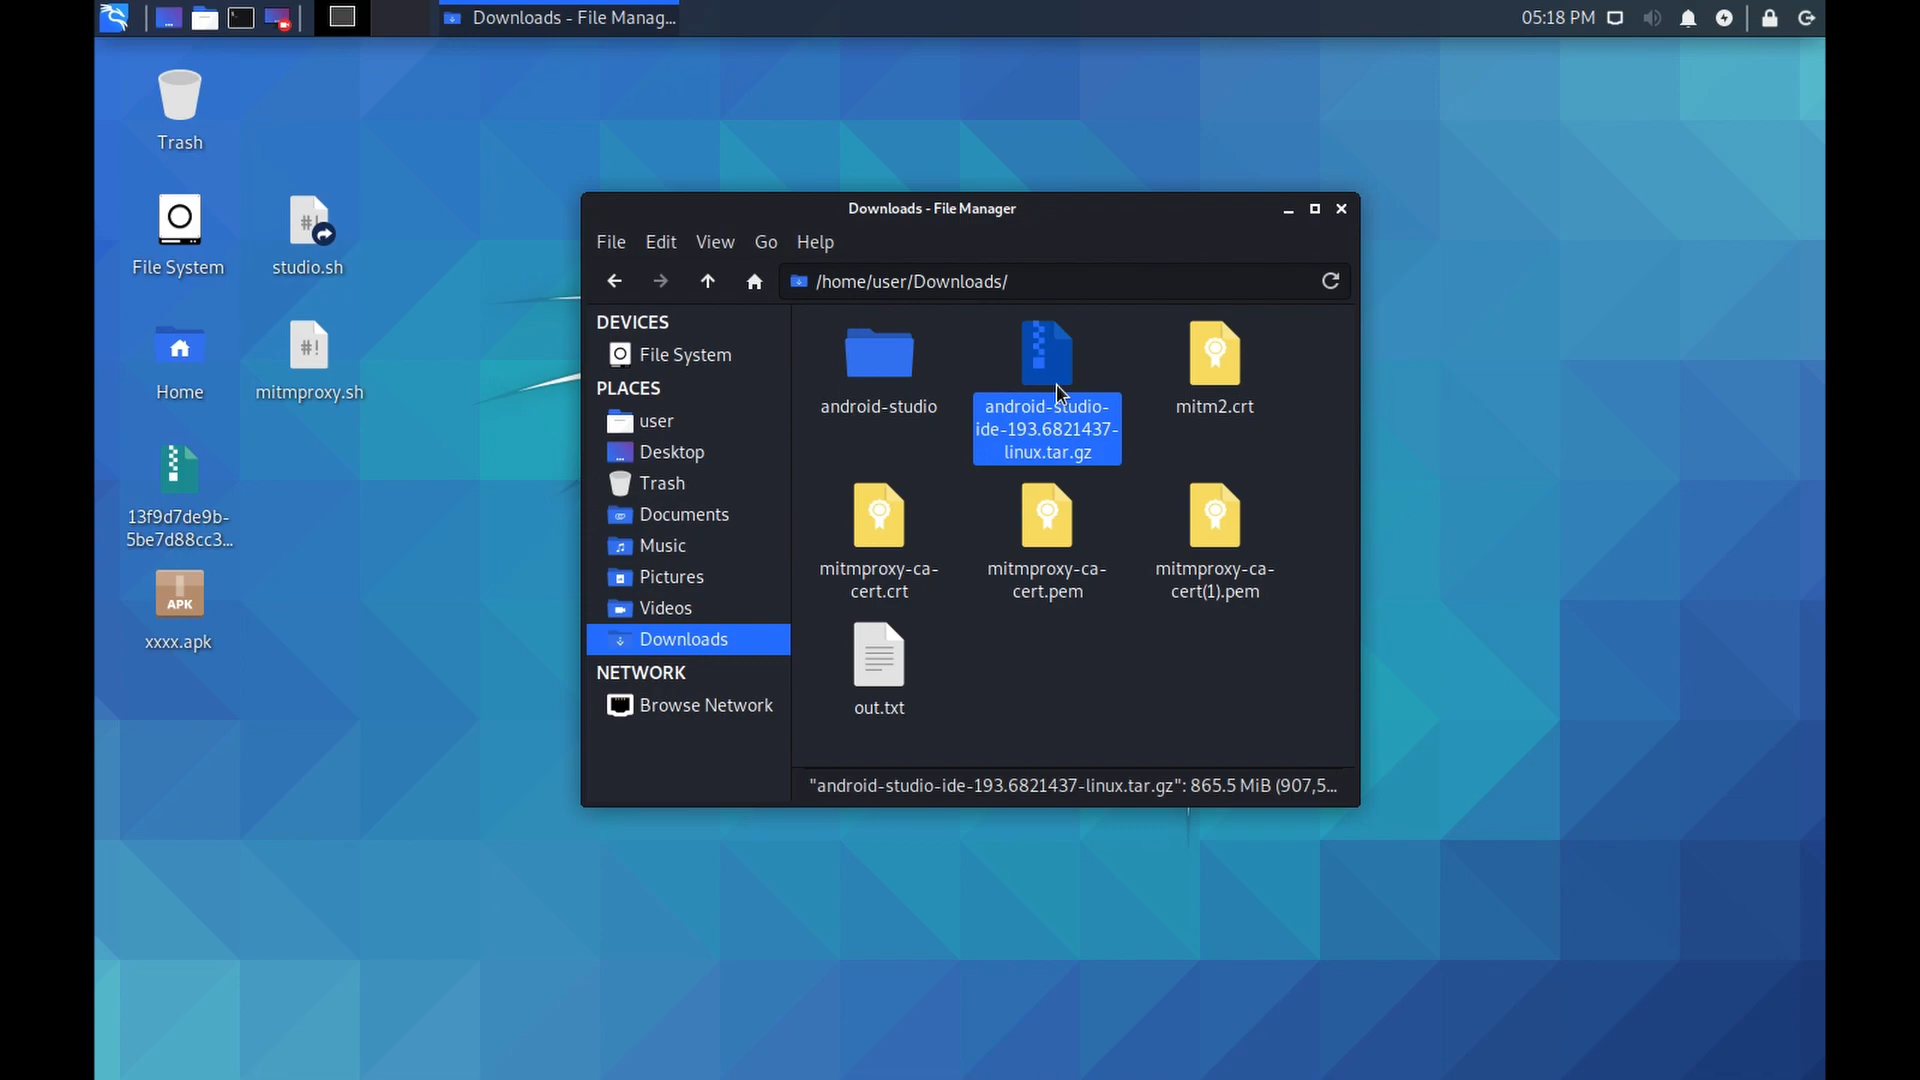 Downloads - File Manag...
05:18 PM
Trash
File System
studio.sh
Home
mitmproxy.sh
13f9d7de9b-
5be7d88cc3...
APK
xxxx.apk
Downloads - File Manager
File Edit View Go Help
/home/user/Downloads/
DEVICES
File System
PLACES
user
Desktop
Trash
Documents
Music
Pictures
Videos
Downloads
NETWORK
Browse Network
android-studio
android-studio-
ide-193.6821437-
linux.tar.gz
mitm2.crt
mitmproxy-ca-
cert.crt
mitmproxy-ca-
cert.pem
mitmproxy-ca-
cert(1).pem
out.txt
"android-studio-ide-193.6821437-linux.tar.gz": 865.5 MiB (907,5...